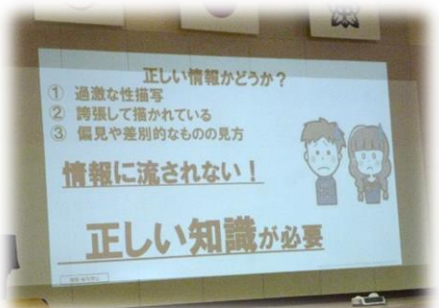 正しい情報かどうか？
① 過激な性描写
② 誇張して描かれている
③ 偏見や差別的なものの見方
情報に流されない！
正しい知識が必要